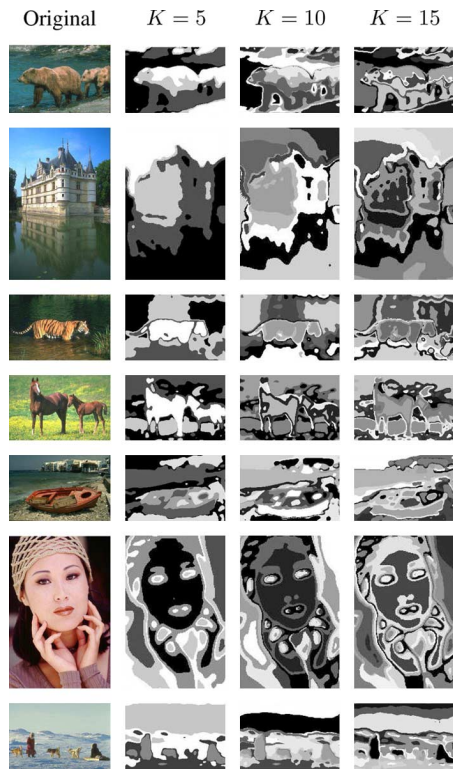 Original K = 5 K = 10 K = 15